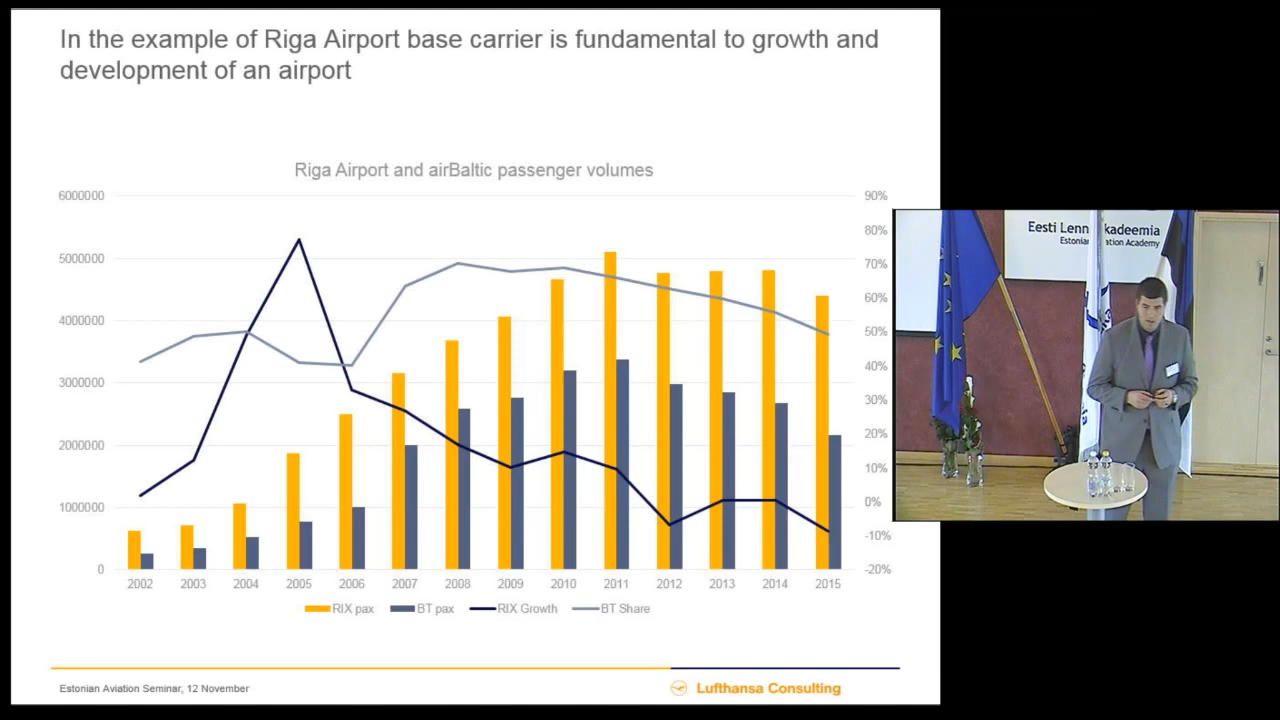 In the example of Riga Airport base carrier is fundamental to growth and
development of an airport
Riga Airport and airBaltic passenger volumes
6000000
5000000
4000000
3000000
2000000
1000000
0
90%
80%
70%
60%
50%
40%
30%
20%
10%
0%
-10%
-20%
2002 2003 2004 2005 2006 2007 2008 2009 2010 2011 2012 2013 2014 2015
RIX pax BT pax RIX Growth BT Share
Estonian Aviation Seminar, 12 November
Lufthansa Consulting
Eesti Lenn kadeemia
Estonian ation Academy